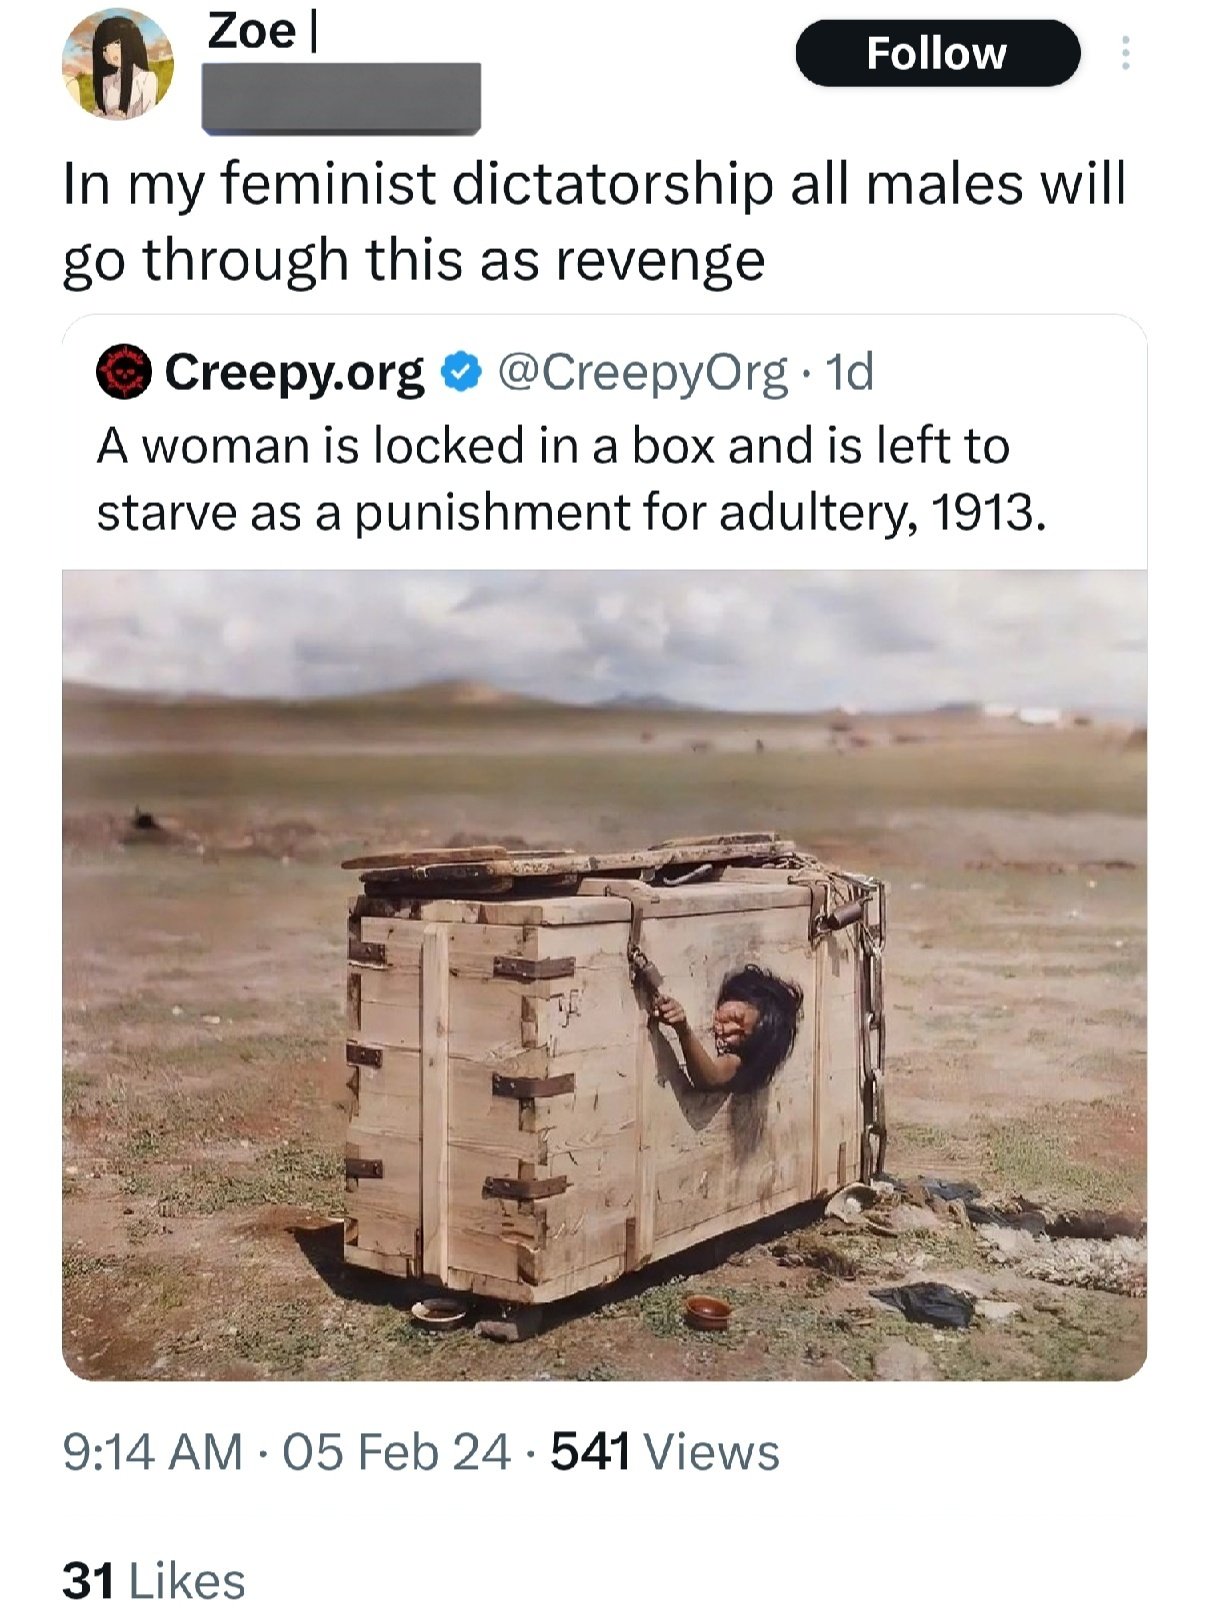 Zoe |
Follow
In my feminist dictatorship all males will
go through this as revenge
Creepy.org @CreepyOrg · 1d
A woman is locked in a box and is left to
starve as a punishment for adultery, 1913.
9:14 AM · 05 Feb 24 · 541 Views
31 Likes